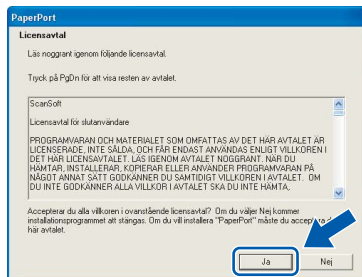 PaperPort
Licensavtal
Läs noggrant igenom följande licensavtal.
Tryck på PgDn för att visa resten av avtalet.
ScanSoft
Licensavtal för slutanvändare
PROGRAMVARAN OCH MATERIALET SOM OMFATTAS AV DET HÄR AVTALET ÄR
LICENSERADE, INTE SÅLDA, OCH FÅR ENDAST ANVÄNDAS ENLIGT VILLKOREN I
DET HÄR LICENSAVTALET. LÄS IGENOM AVTALET NOGGRANT. NÄR DU
HÄMTAR, INSTALLERAR, KOPIERAR ELLER ANVÄNDER PROGRAMVARAN PÅ
NÅGOT ANNAT SÄTT GODKÄNNER DU SAMTIDIGT VILLKOREN I AVTALET. OM
DU INTE GODKÄNNER ALLA VILLKOR I AVTALET SKA DU INTE HÄMTA,
Accepterar du alla villkoren i ovanstående licensavtal? Om du väljer Nej kommer
installationsprogrammet att stängas. Om du vill installera "PaperPort" måste du acceptera
här avtalet.
Ja
Nej